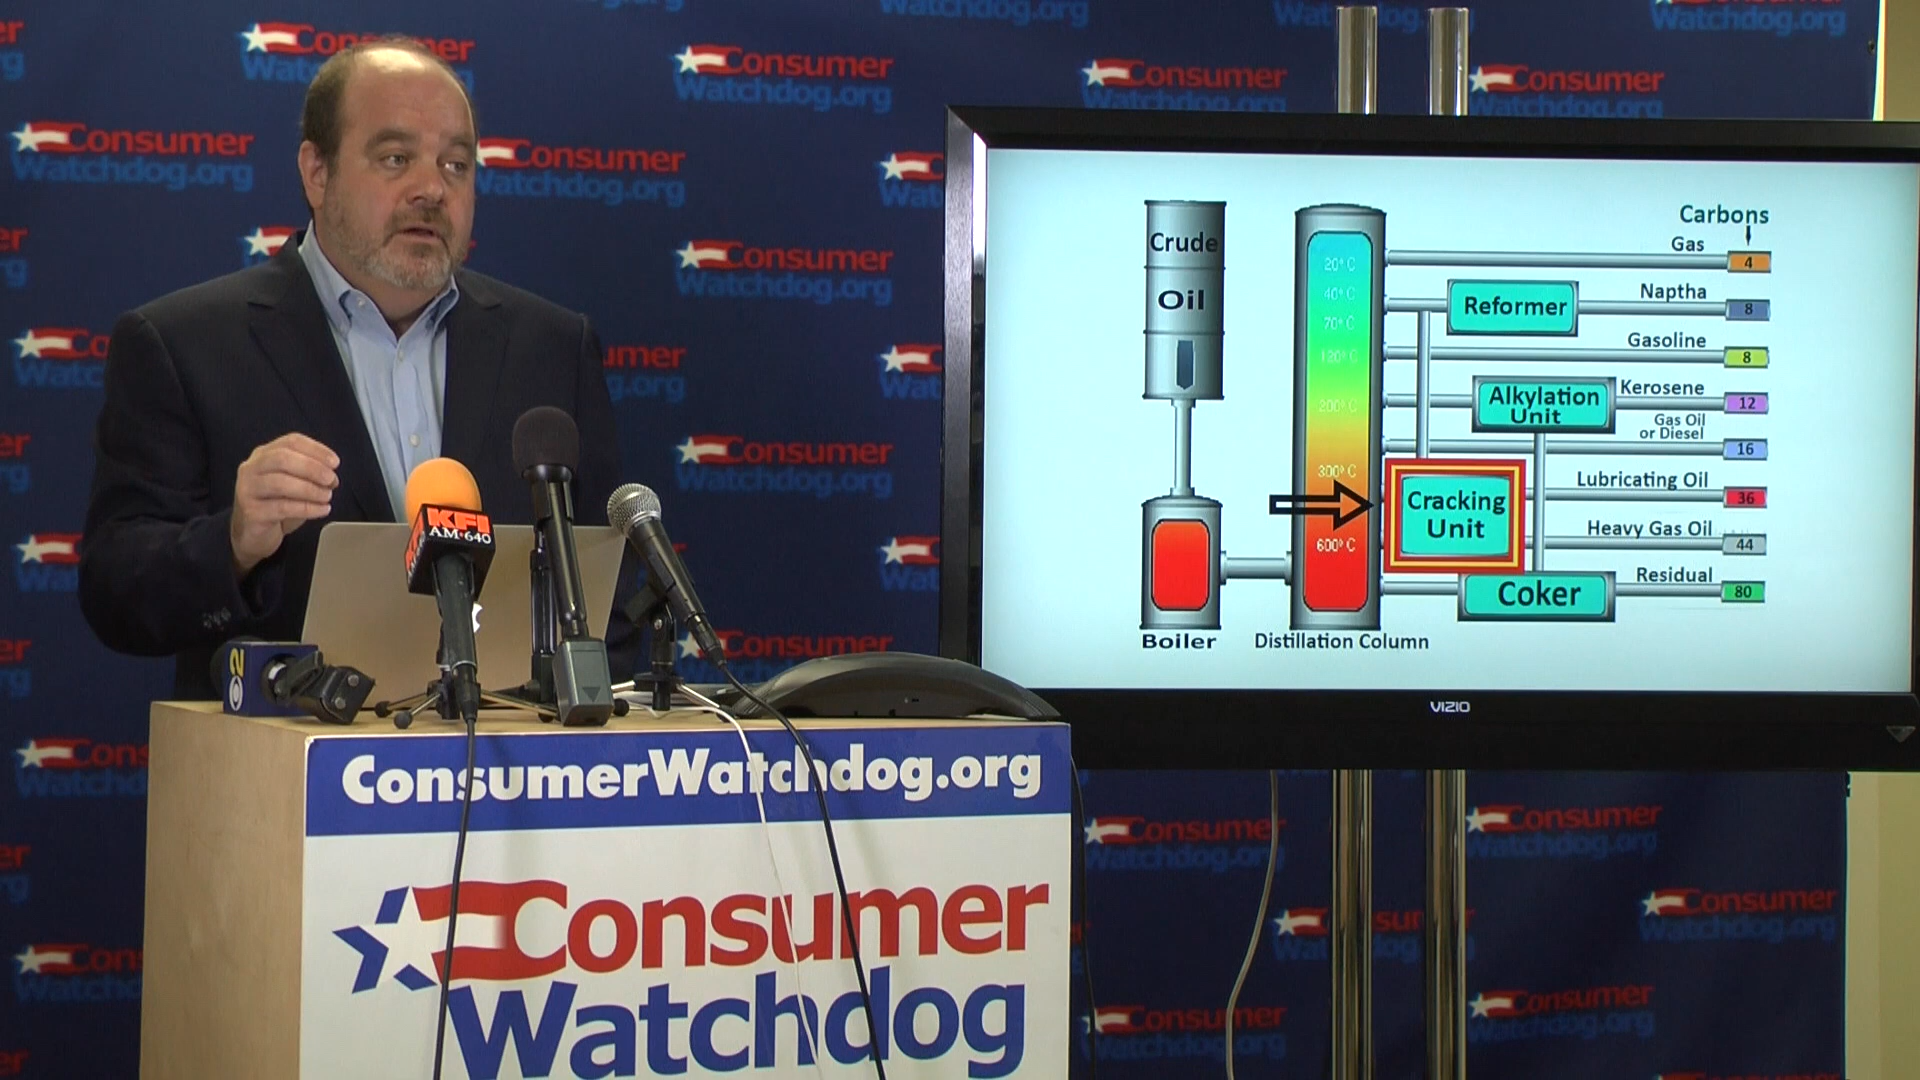 Consumer
Watchdog.org
Crude
Oil
Boiler
Distillation Column
20° C
40° C
70° C
120° C
200° C
300° C
600° C
Carbons
Gas
4
Reformer
Naptha
8
Gasoline
8
Alkylation
Unit
Kerosene
12
Gas Oil
or Diesel
16
Cracking
Unit
Lubricating Oil
36
Heavy Gas Oil
44
Coker
Residual
80
VIZIO
KFI
AM•640
2
ConsumerWatchdog.org
Consumer
Watchdog